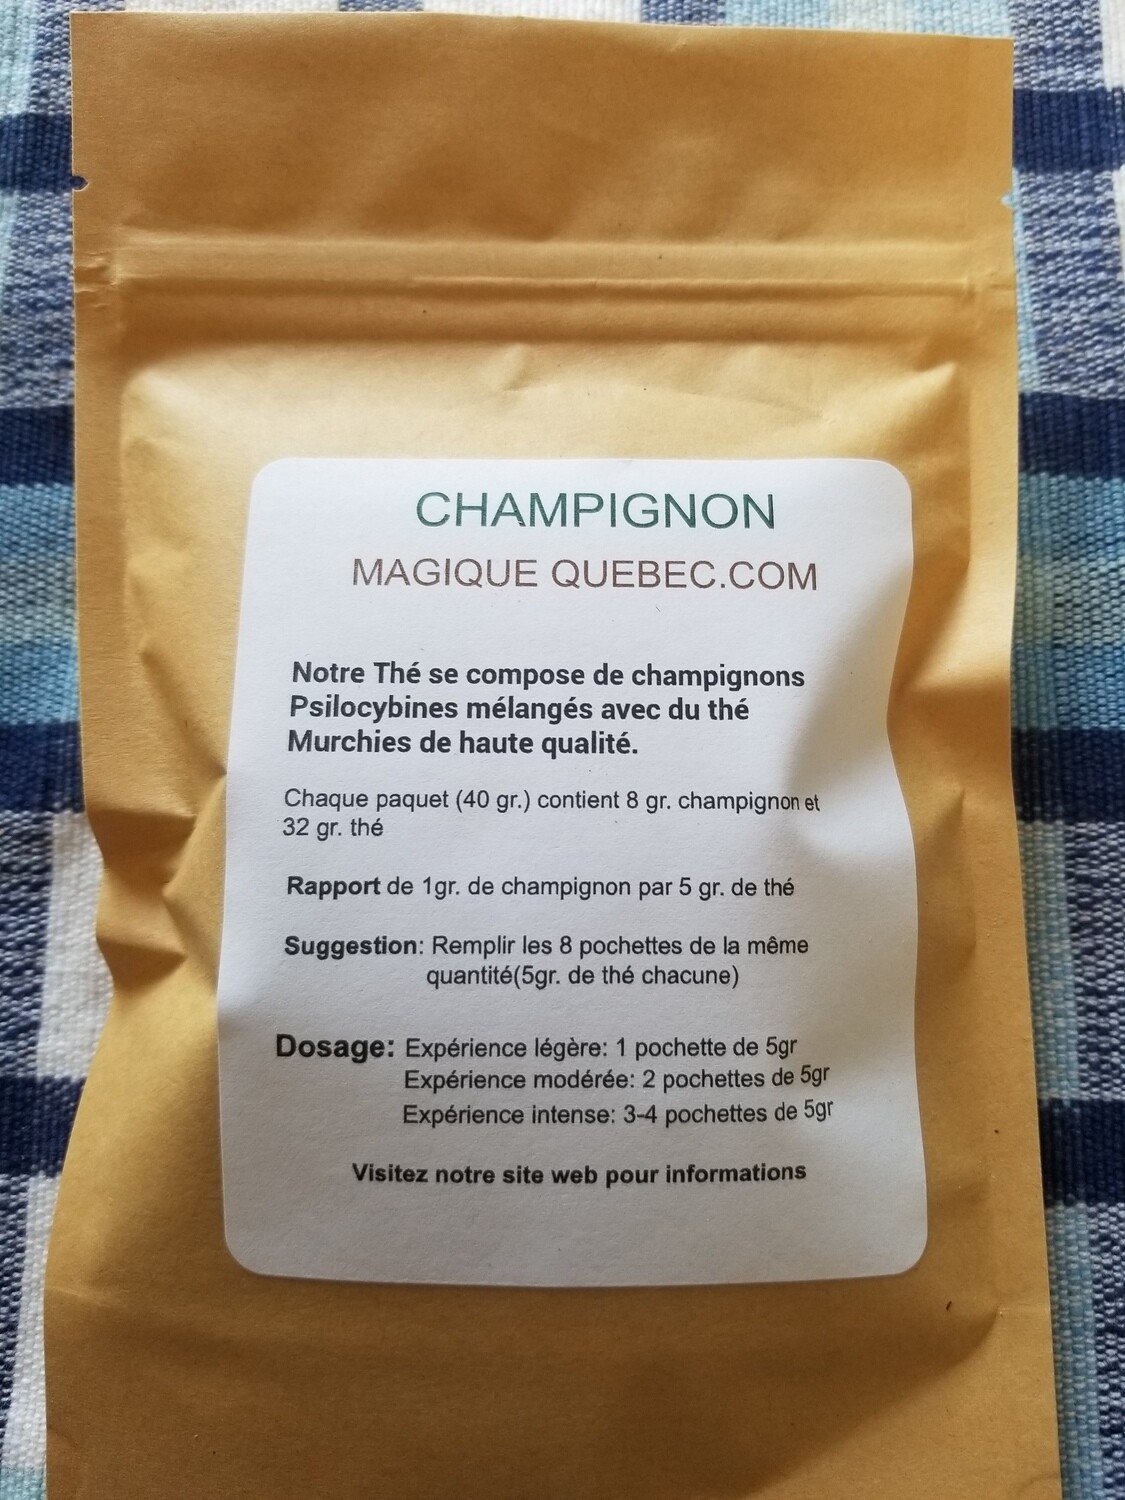 CHAMPIGNON
MAGIQUE QUEBEC.COM
Notre Thé se compose de champignons
Psilocybines mélangés avec du thé
Murchies de haute qualité.
Chaque paquet (40 gr.) contient 8 gr. champignon et
32 gr. thé
Rapport de 1gr. de champignon par 5 gr. de thé
Suggestion: Remplir les 8 pochettes de la même
quantité(5gr. de thé chacune)
Dosage: Expérience légère: 1 pochette de 5gr
Expérience modérée: 2 pochettes de 5gr
Expérience intense: 3-4 pochettes de 5gr
Visitez notre site web pour informations